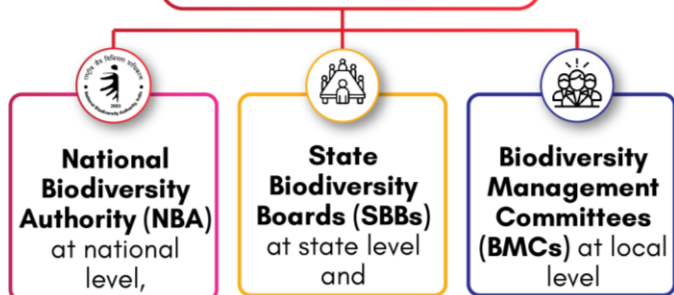 National
Biodiversity
Authority (NBA)
at national
level,
State
Biodiversity
Boards (SBBs)
at state level
and
Biodiversity
Management
Committees
(BMCs) at local
level